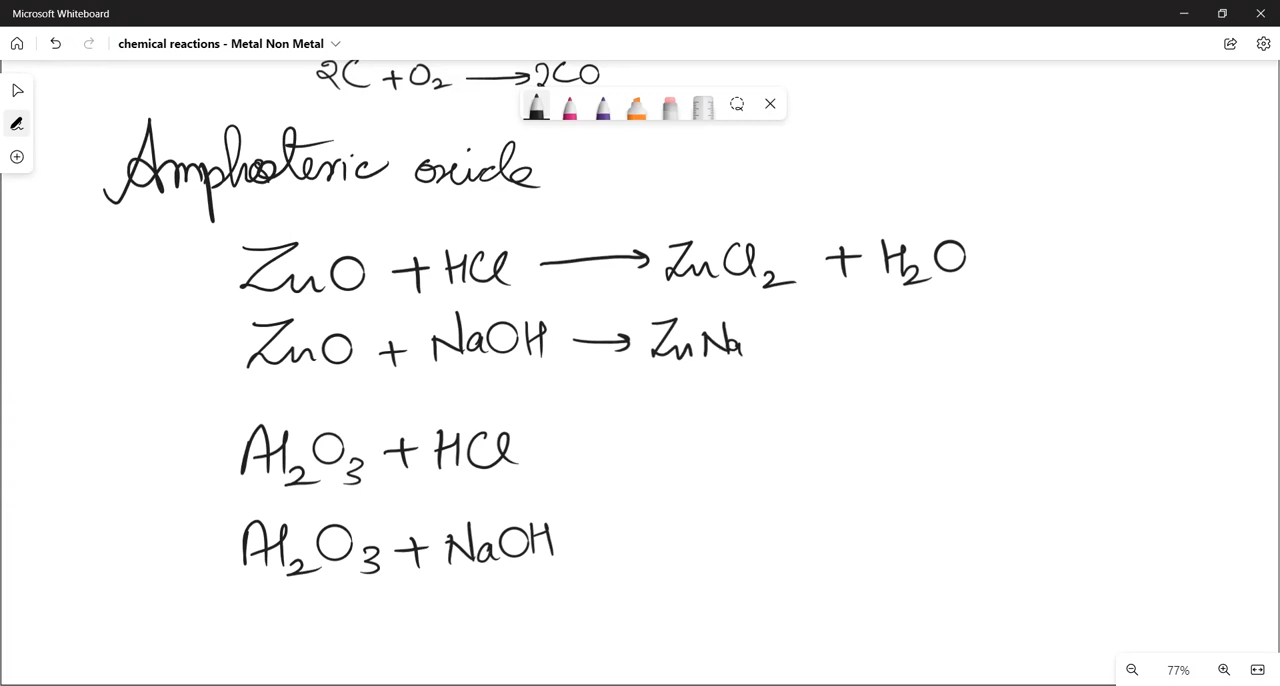 Microsoft Whiteboard
chemical reactions - Metal Non Metal
2C + O2 → 2CO
Amphoteric oxide
ZnO + HCl → ZnCl2 + H2O
ZnO + NaOH → ZnNa
Al2O3 + HCl
Al2O3 + NaOH
77%